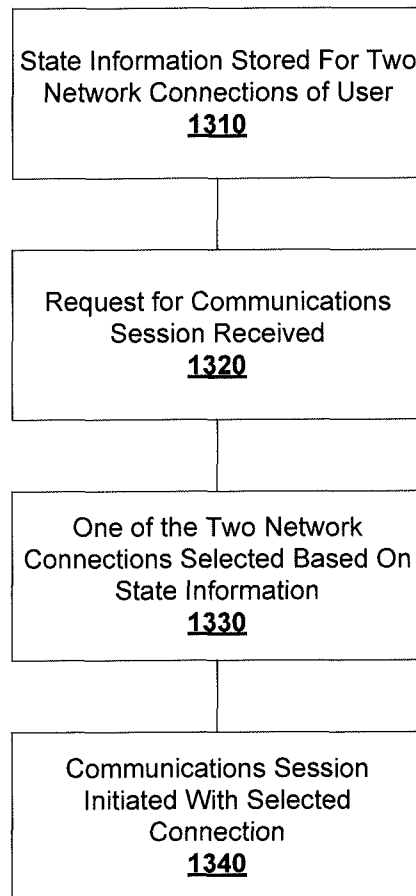 State Information Stored For Two
Network Connections of User
1310
Request for Communications
Session Received
1320
One of the Two Network
Connections Selected Based On
State Information
1330
Communications Session
Initiated With Selected
Connection
1340